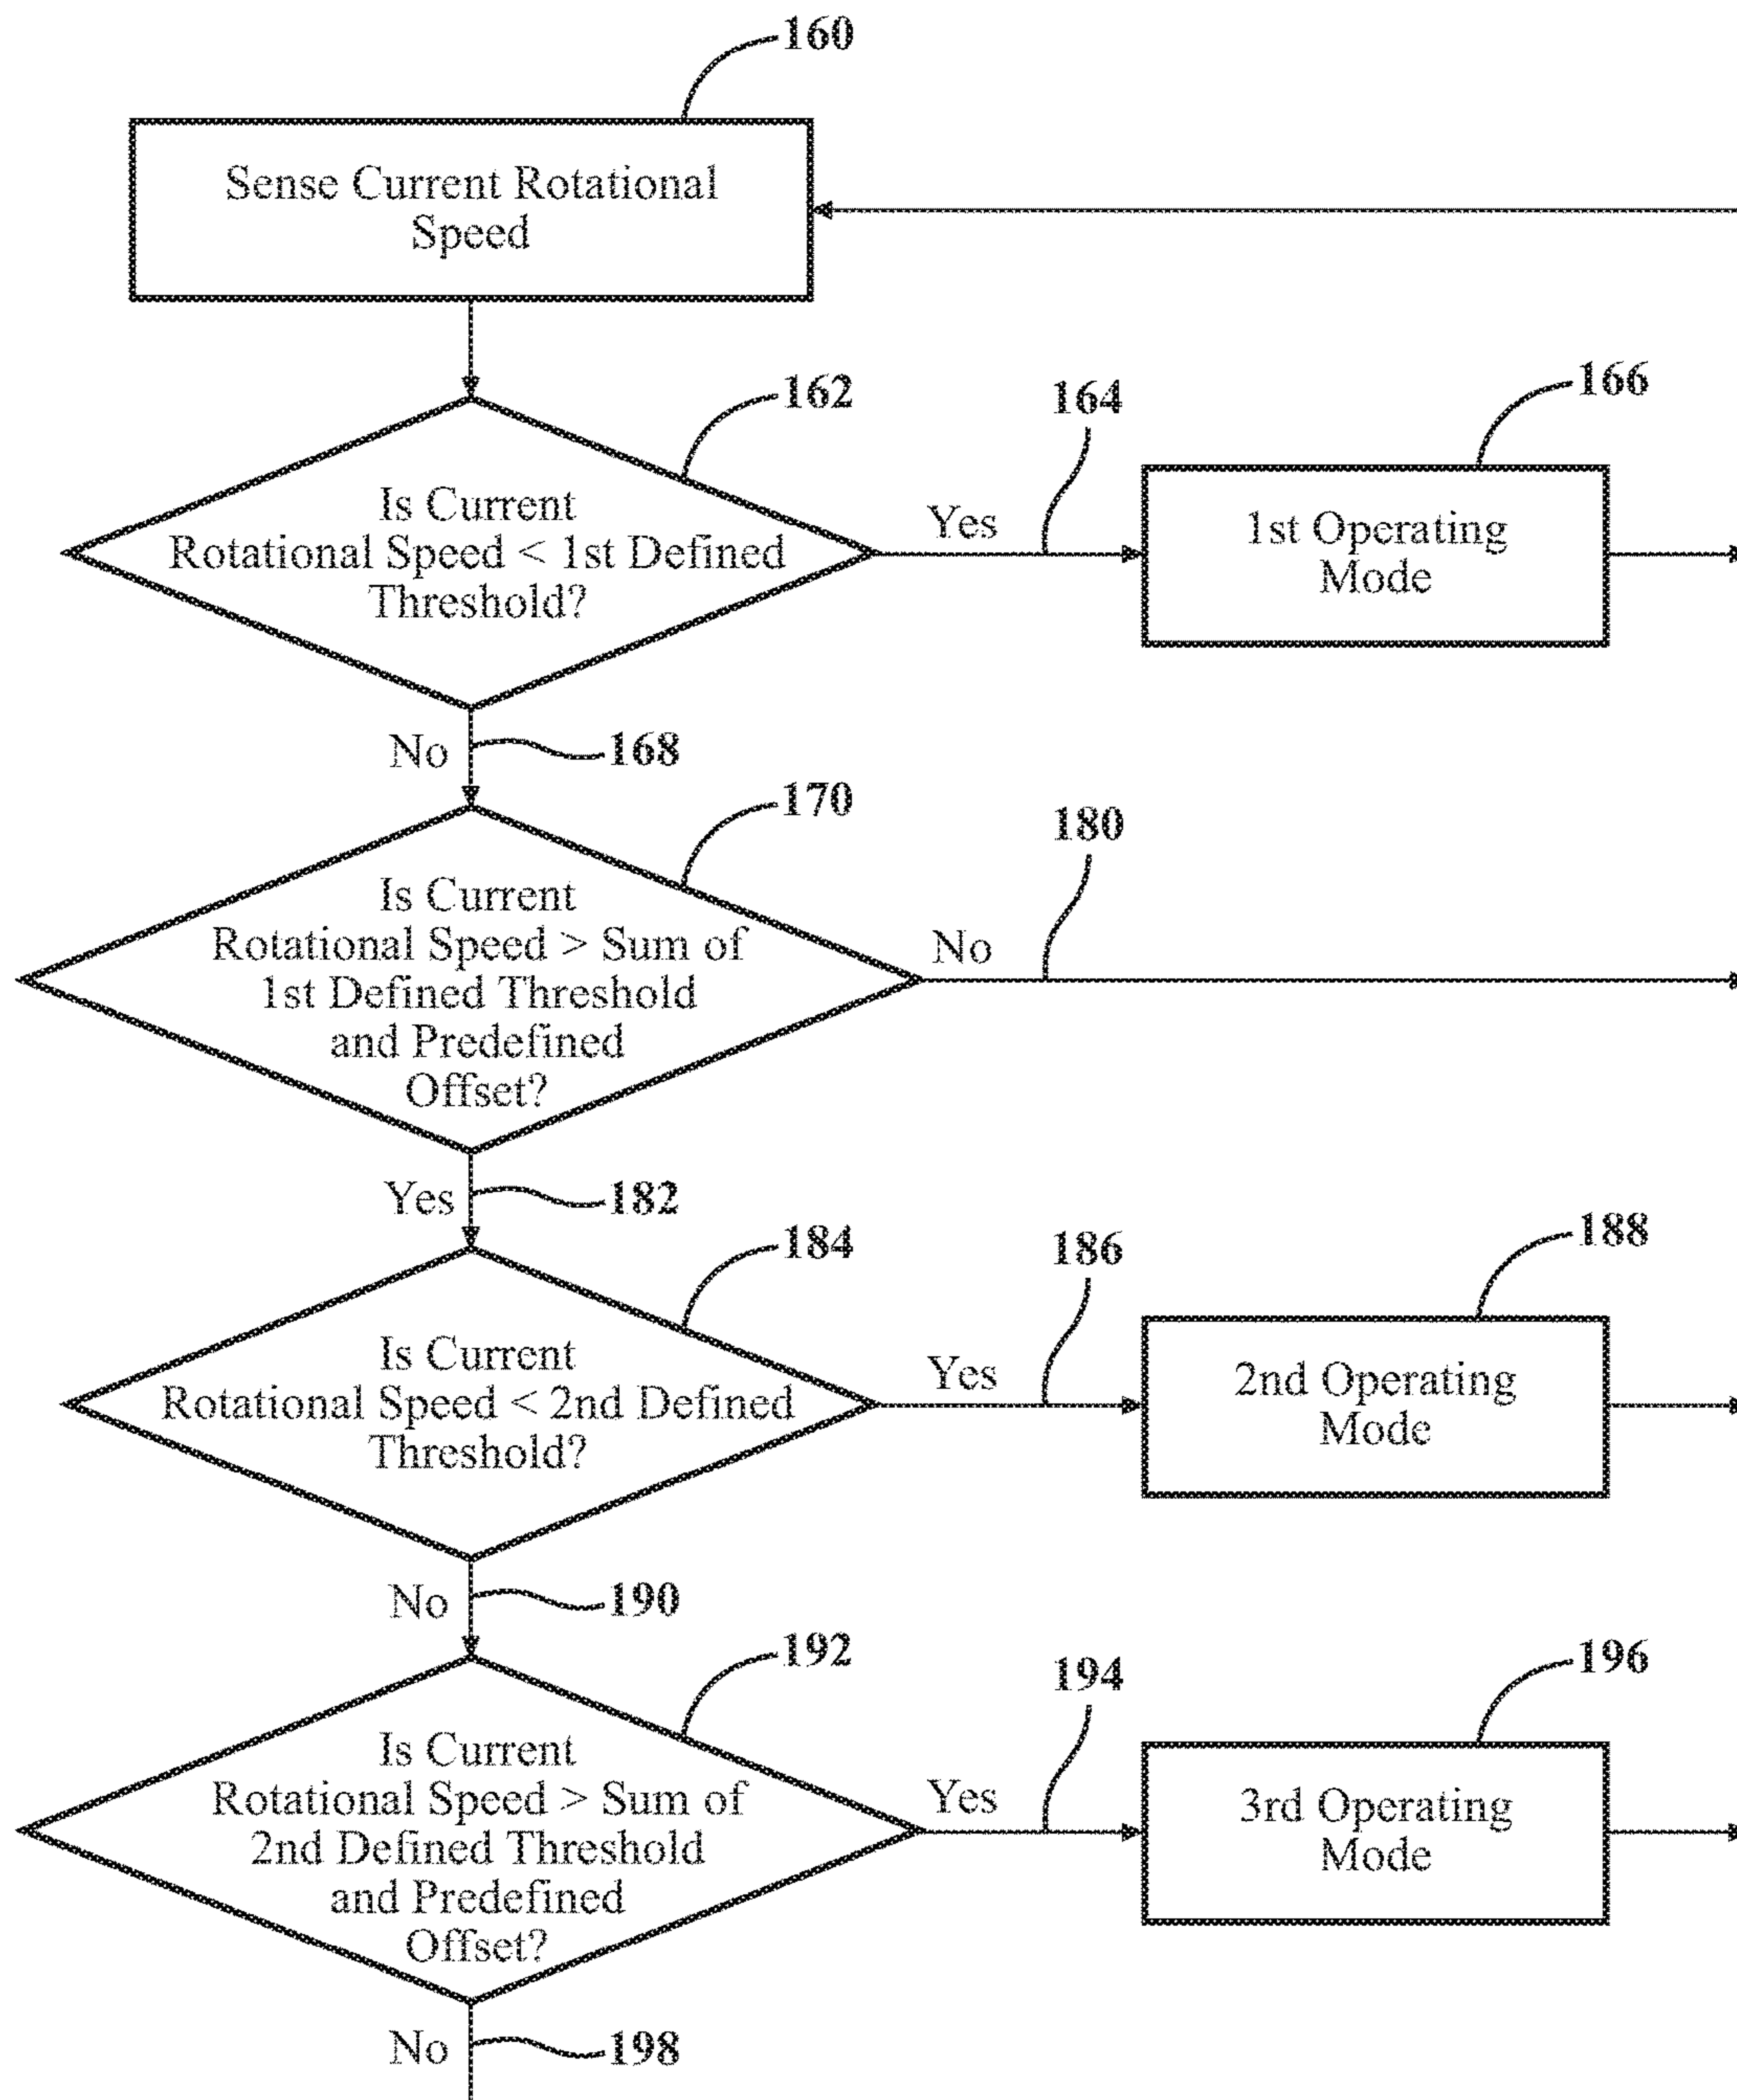 160
Sense Current Rotational
Speed
162
164
166
Is Current
Rotational Speed < 1st Defined
Threshold?
Yes
1st Operating
Mode
No
168
170
180
Is Current
Rotational Speed > Sum of
1st Defined Threshold
and Predefined
Offset?
No
Yes
182
184
186
188
Is Current
Rotational Speed < 2nd Defined
Threshold?
Yes
2nd Operating
Mode
No
190
192
194
196
Is Current
Rotational Speed > Sum of
2nd Defined Threshold
and Predefined
Offset?
Yes
3rd Operating
Mode
No
198